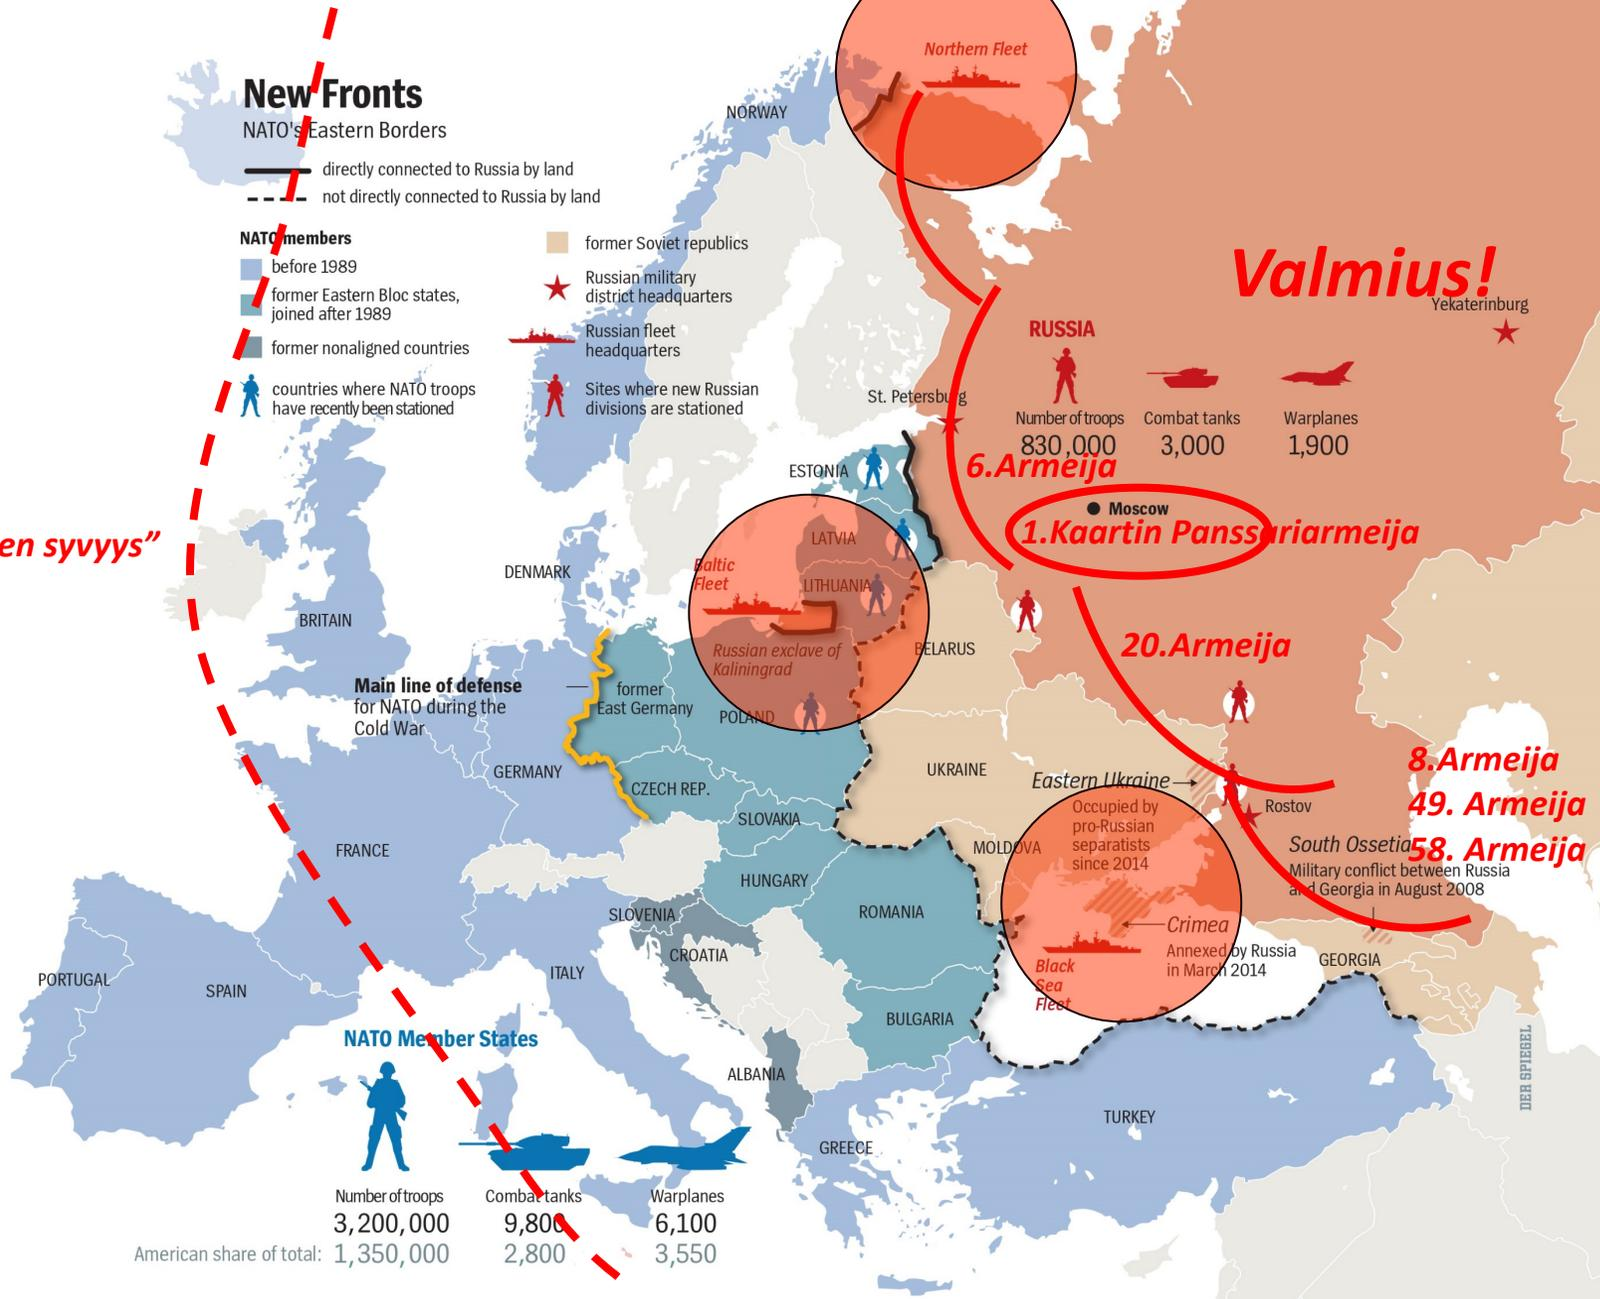 Northern Fleet
New Fronts
NATO's Eastern Borders
NORWAY
directly connected to Russia by land
not directly connected to Russia by land
NATO members
before 1989
former Eastern Bloc states,
joined after 1989
former nonaligned countries
countries where NATO troops
have recently been stationed
former Soviet republics
Russian military
district headquarters
Russian fleet
headquarters
Sites where new Russian
divisions are stationed
Valmius!
Yekaterinburg
RUSSIA
Number of troops
830,000
Combat tanks
3,000
Warplanes
1,900
St. Petersburg
6.Armeija
ESTONIA
Moscow
1.Kaartin Panssariarmeija
en syvyys”
LATVIA
Baltic
Fleet
LITHUANIA
DENMARK
BRITAIN
Russian exclave of
Kaliningrad
BELARUS
20.Armeija
Main line of defense
for NATO during the
Cold War
former
East Germany
POLAND
GERMANY
CZECH REP.
UKRAINE
Eastern Ukraine
Occupied by
pro-Russian
separatists
since 2014
Rostov
8.Armeija
49. Armeija
58. Armeija
SLOVAKIA
FRANCE
MOLDOVA
South Ossetia
Military conflict between Russia
and Georgia in August 2008
HUNGARY
SLOVENIA
ROMANIA
CROATIA
Crimea
Annexed by Russia
in March 2014
Black
Sea
Fleet
GEORGIA
PORTUGAL
SPAIN
ITALY
BULGARIA
NATO Member States
ALBANIA
GREECE
TURKEY
DER SPIEGEL
Number of troops
Combat tanks
Warplanes
3,200,000
9,800
6,100
American share of total:
1,350,000
2,800
3,550